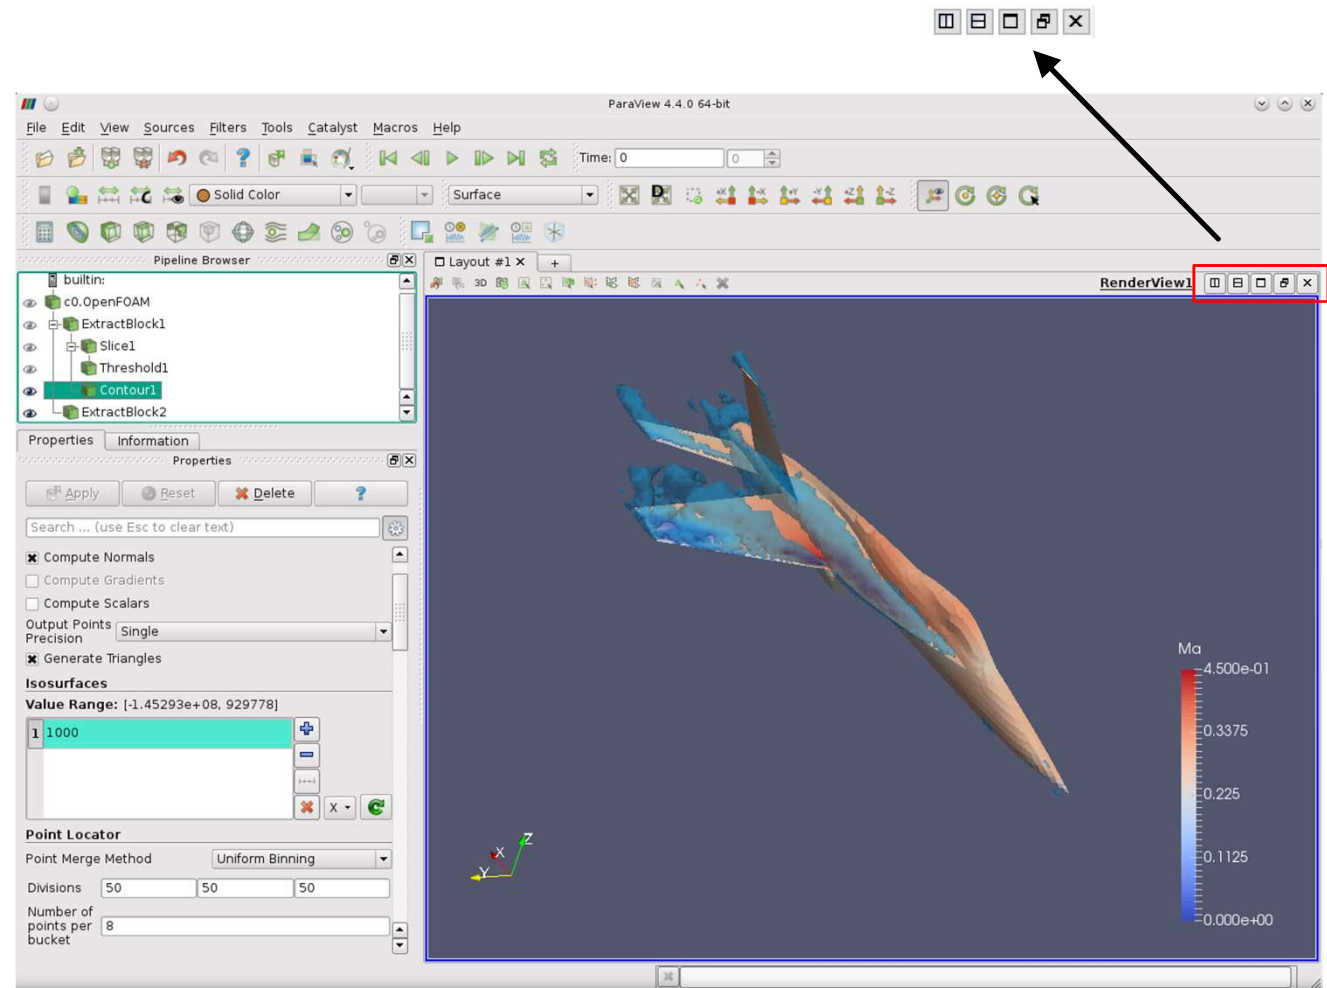 ParaView 4.4.0 64-bit
File Edit View Sources Filters Tools Catalyst Macros Help
Time: 0 0
Solid Color Surface
Pipeline Browser
builtin:
c0.OpenFOAM
ExtractBlock1
Slice1
Threshold1
Contour1
ExtractBlock2
Properties Information
Properties
Apply Reset Delete ?
Search ... (use Esc to clear text)
Compute Normals
Compute Gradients
Compute Scalars
Output Points
Precision
Single
Generate Triangles
Isosurfaces
Value Range: [-1.45293e+08, 929778]
1 1000
X
Point Locator
Point Merge Method Uniform Binning
Divisions 50 50 50
Number of
points per
bucket
8
Layout #1 +
3D RenderView1
Z
X
Y
Ma
4.500e-01
0.3375
0.225
0.1125
0.000e+00